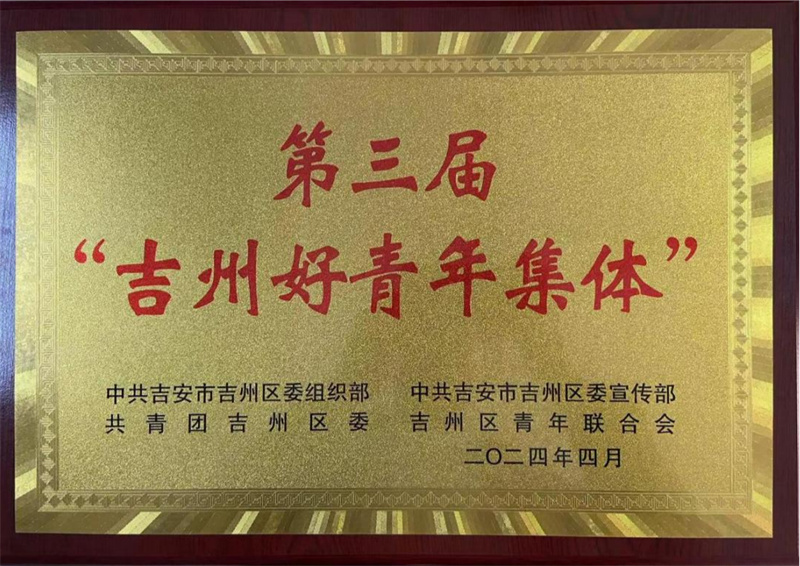 第三届
“吉州好青年集体”
中共吉安市吉州区委组织部 中共吉安市吉州区委宣传部
共青团吉州区委 吉州区青年联合会
二〇二四年四月